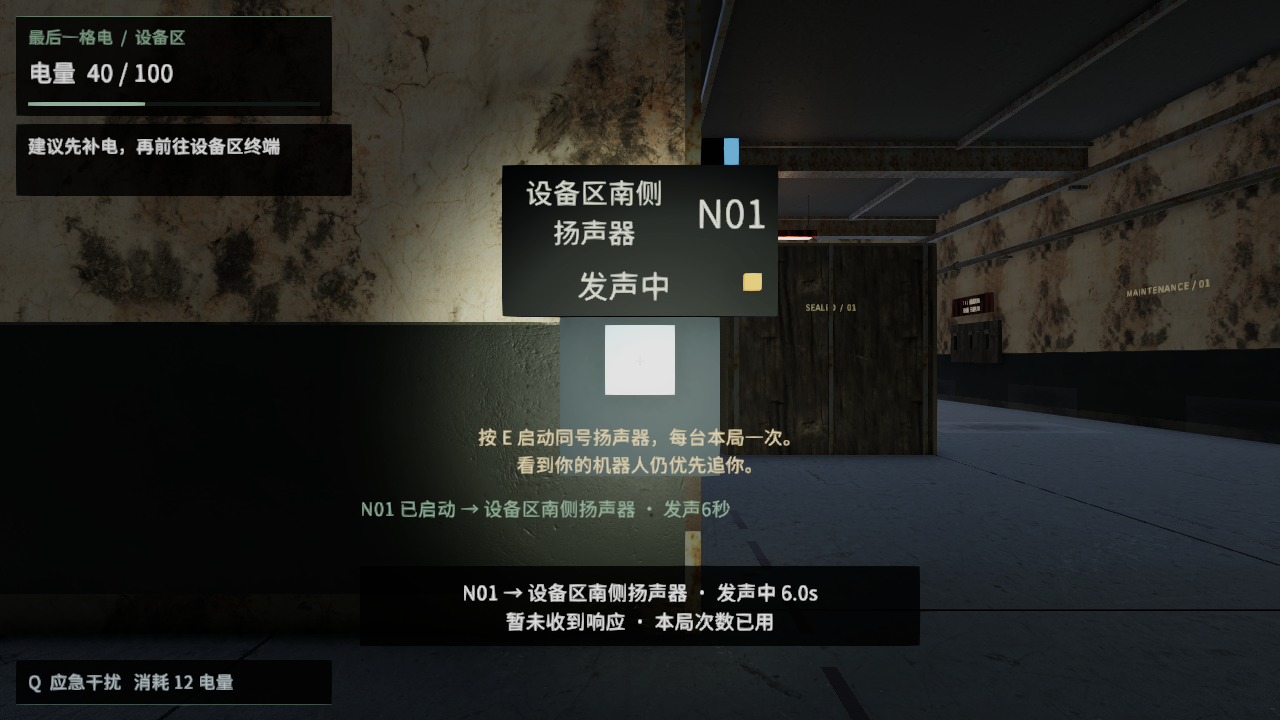 最后一格电 / 设备区
电量 40 / 100
建议先补电，再前往设备区终端
设备区南侧
扬声器
N01
发声中
SEALED / 01
MAINTENANCE / 01
按 E 启动同号扬声器，每台本局一次。
看到你的机器人仍优先追你。
N01 已启动 → 设备区南侧扬声器 · 发声6秒
N01 → 设备区南侧扬声器 · 发声中 6.0s
暂未收到响应 · 本局次数已用
Q 应急干扰 消耗 12 电量